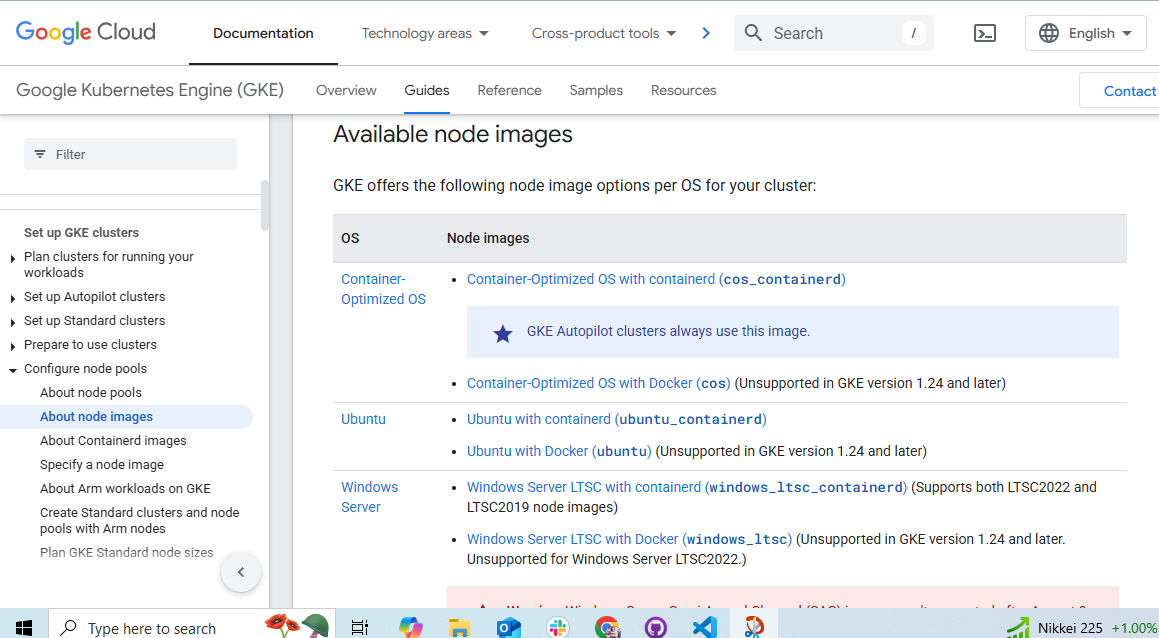 Google Cloud
Documentation
Technology areas
Cross-product tools
Search
/
English
Google Kubernetes Engine (GKE)
Overview
Guides
Reference
Samples
Resources
Contact
Filter
Set up GKE clusters
Plan clusters for running your
workloads
Set up Autopilot clusters
Set up Standard clusters
Prepare to use clusters
Configure node pools
About node pools
About node images
About Containerd images
Specify a node image
About Arm workloads on GKE
Create Standard clusters and node
pools with Arm nodes
Plan GKE Standard node sizes
Available node images
GKE offers the following node image options per OS for your cluster:
OS
Node images
Container-
Optimized OS
• Container-Optimized OS with containerd (cos_containerd)
GKE Autopilot clusters always use this image.
• Container-Optimized OS with Docker (cos) (Unsupported in GKE version 1.24 and later)
Ubuntu
• Ubuntu with containerd (ubuntu_containerd)
• Ubuntu with Docker (ubuntu) (Unsupported in GKE version 1.24 and later)
Windows
Server
• Windows Server LTSC with containerd (windows_ltsc_containerd) (Supports both LTSC2022 and
LTSC2019 node images)
• Windows Server LTSC with Docker (windows_ltsc) (Unsupported in GKE version 1.24 and later.
Unsupported for Windows Server LTSC2022.)
Type here to search
Nikkei 225 +1.00%